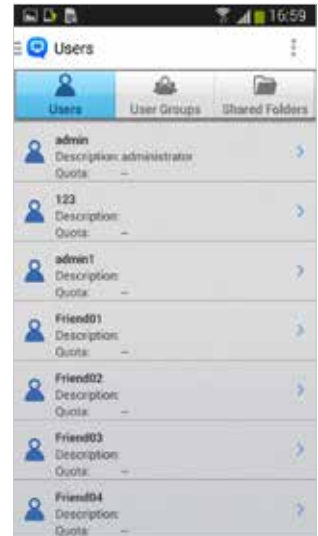 16:59
Users
Users User Groups Shared Folders
admin
Description: administrator
Quota: --
123
Description:
Quota: --
admin1
Description:
Quota: --
Friend01
Description:
Quota: --
Friend02
Description:
Quota: --
Friend03
Description:
Quota: --
Friend04
Description:
Quota: --